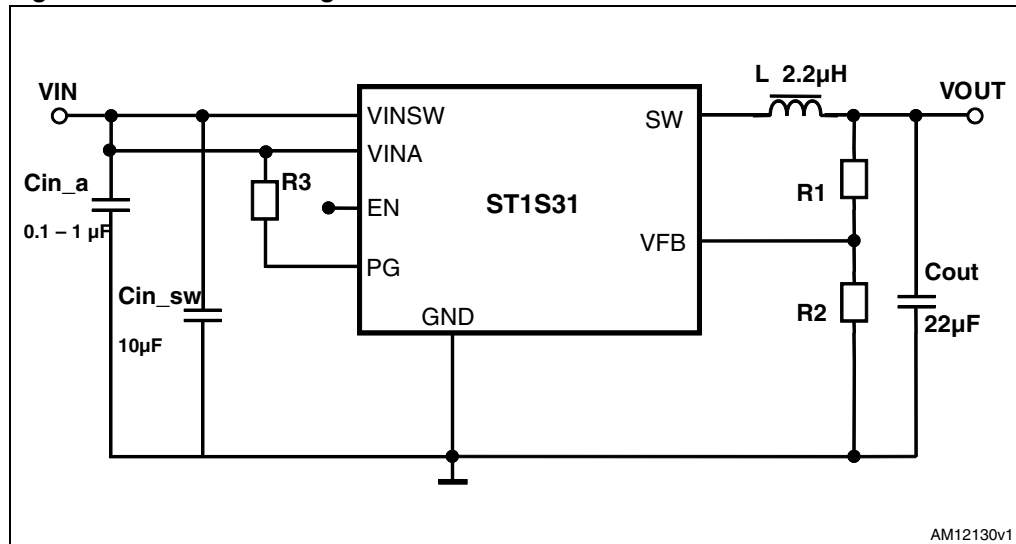 L 2.2µH
VIN
VOUT
VINSW
SW
VINA
Cin_a
R3
R1
0.1 – 1 µF
EN
ST1S31
VFB
PG
Cin_sw
Cout
R2
GND
22µF
10µF
AM12130v1